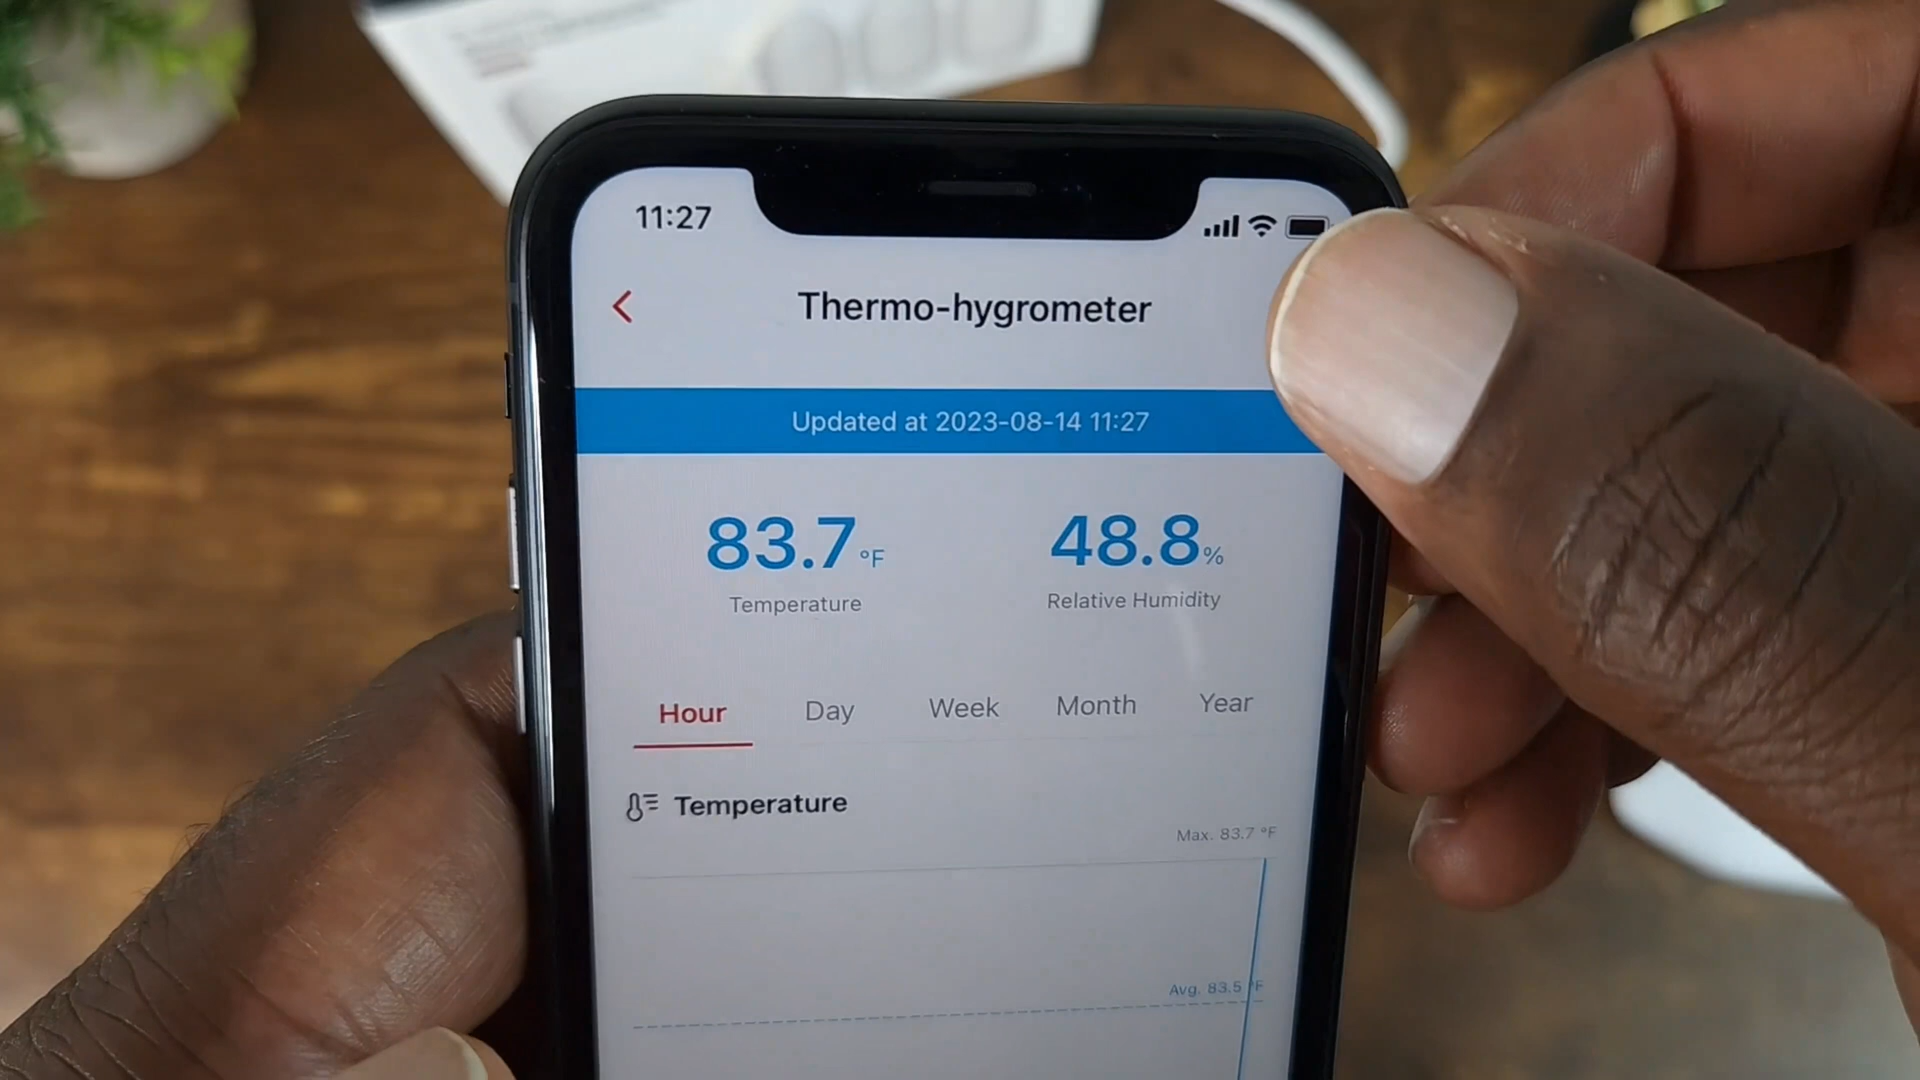 11:27
Thermo-hygrometer
Updated at 2023-08-14 11:27
83.7 °F
48.8 %
Temperature
Relative Humidity
Hour Day Week Month Year
Temperature
Max. 83.7 °F
Avg. 83.5 °F